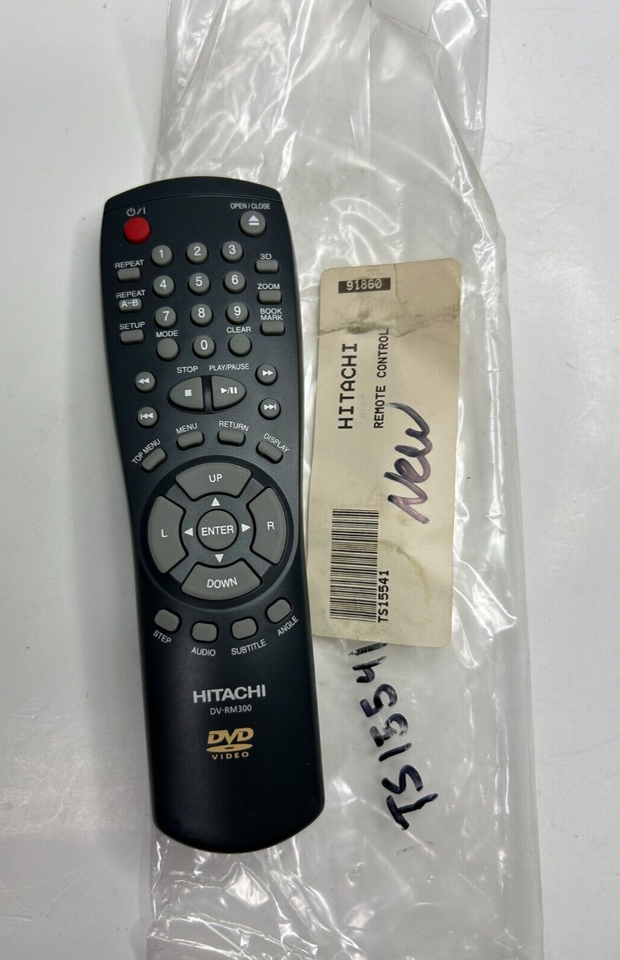 ⏻/I
OPEN / CLOSE
REPEAT
1 2 3
3D
REPEAT
A-B
4 5 6
ZOOM
SETUP
7 8 9
BOOK
MARK
MODE
0
CLEAR
STOP
PLAY/PAUSE
TOP MENU
MENU
RETURN
DISPLAY
UP
L
ENTER
R
DOWN
STEP
AUDIO
SUBTITLE
ANGLE
HITACHI
DV-RM300
DVD
VIDEO
91860
HITACHI
REMOTE CONTROL
New
TS15541
TS15541